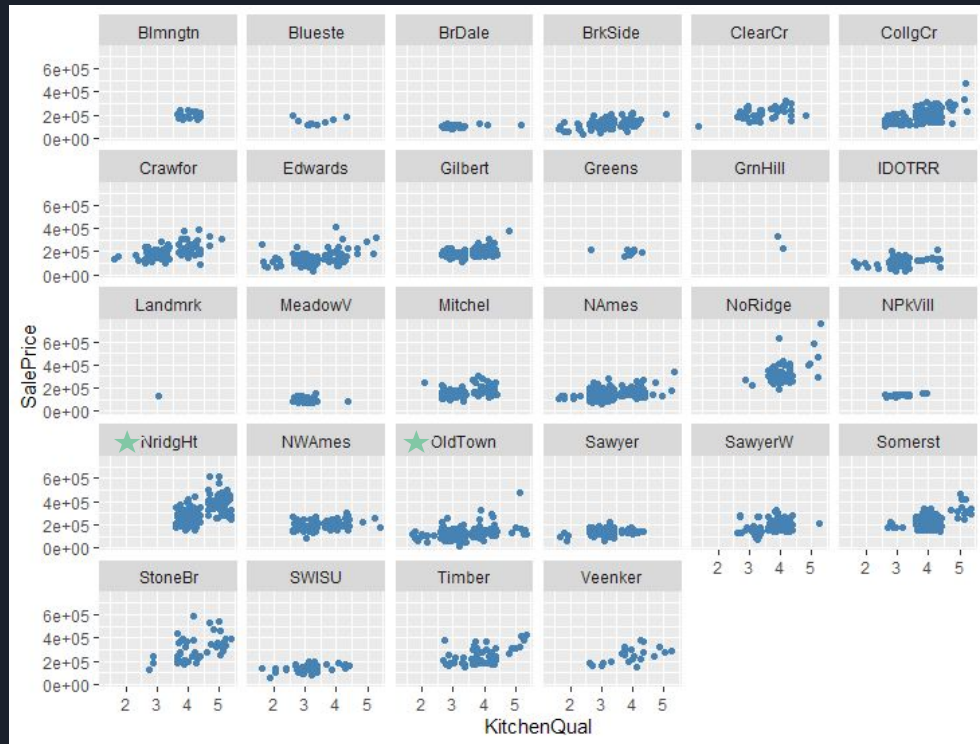 Blmngtn Blueste BrDale BrkSide ClearCr CollgCr
6e+05
4e+05
2e+05
0e+00
Crawfor Edwards Gilbert Greens GrnHill IDOTRR
6e+05
4e+05
2e+05
0e+00
Landmrk MeadowV Mitchel NAmes NoRidge NPkVill
6e+05
4e+05
2e+05
0e+00
SalePrice
NridgHt NWAmes OldTown Sawyer SawyerW Somerst
6e+05
4e+05
2e+05
0e+00
2 3 4 5 2 3 4 5
StoneBr SWISU Timber Veenker
6e+05
4e+05
2e+05
0e+00
2 3 4 5 2 3 4 5 2 3 4 5 2 3 4 5
KitchenQual